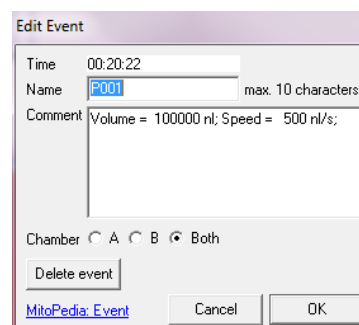 Edit Event
Time 00:20:22
Name P001 max. 10 characters
Comment Volume = 100000 nl; Speed = 500 nl/s;
Chamber A B Both
Delete event
MitoPedia: Event Cancel OK